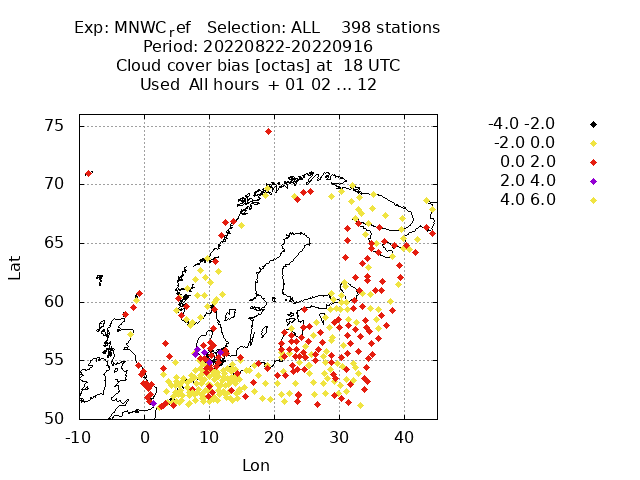 Exp: MNWCref   Selection: ALL    398 stations
Period: 20220822-20220916
Cloud cover bias [octas] at  18 UTC
Used  All hours  + 01 02 ... 12
-4.0 -2.0
-2.0 0.0
0.0 2.0
2.0 4.0
4.0 6.0
75
70
65
60
55
50
Lat
-10 0 10 20 30 40
Lon